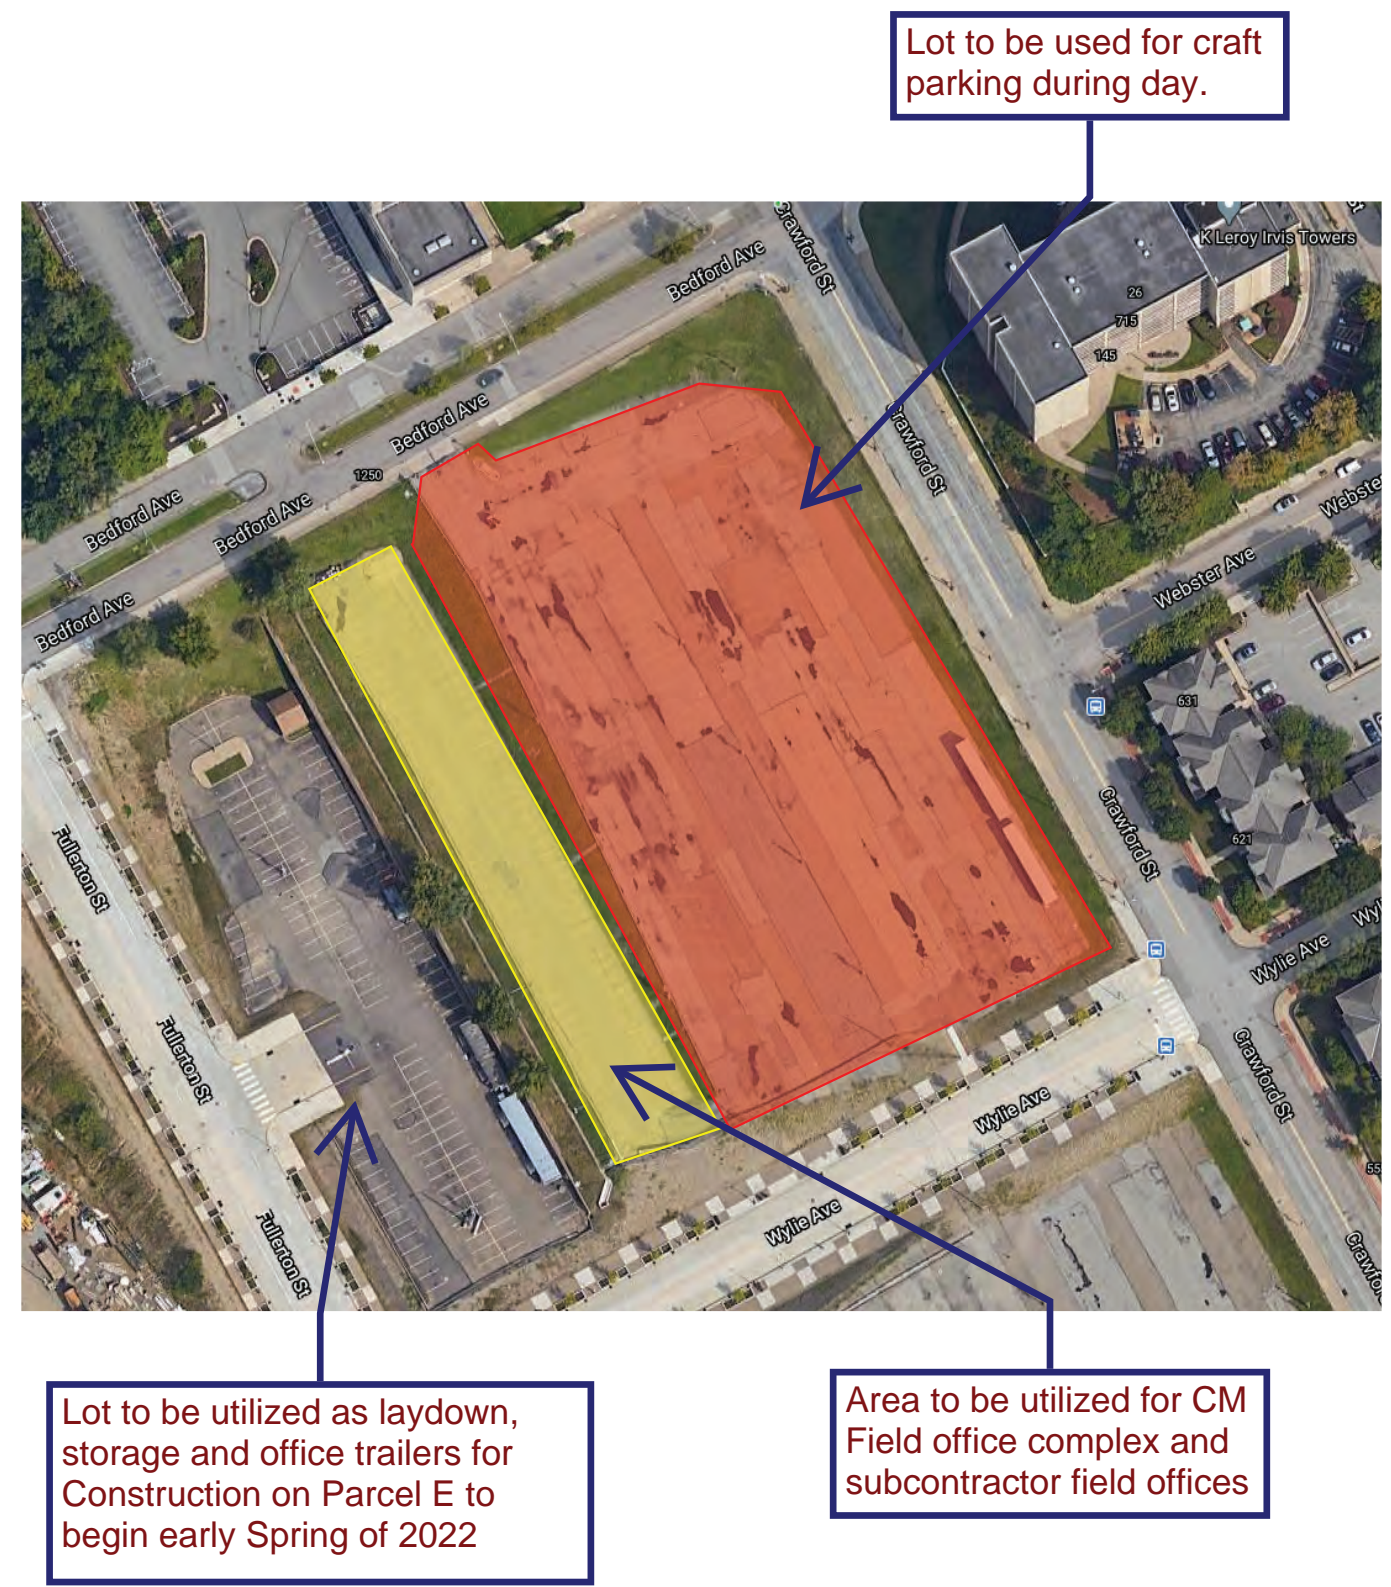 Lot to be used for craft
parking during day.
Crawford St
K Leroy Irvis Towers
Bedford Ave
26
715
145
Bedford Ave
Crawford St
1250
Bedford Ave
Bedford Ave
Webster
Webster Ave
Bedford Ave
631
Crawford St
621
Fullerton St
Wylie Ave
Fullerton St
Wylie Ave
Crawford St
Wylie Ave
Fullerton St
55
Lot to be utilized as laydown,
storage and office trailers for
Construction on Parcel E to
begin early Spring of 2022
Area to be utilized for CM
Field office complex and
subcontractor field offices